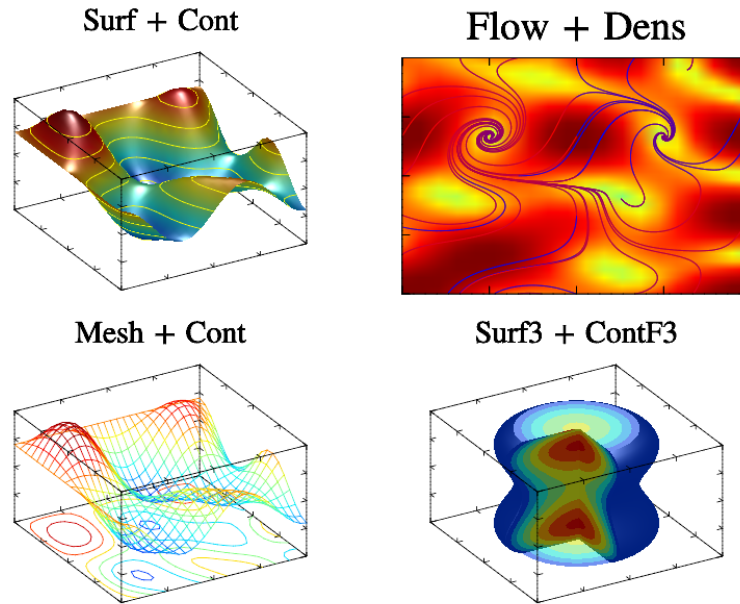 Surf + Cont
Flow + Dens
Mesh + Cont
Surf3 + ContF3